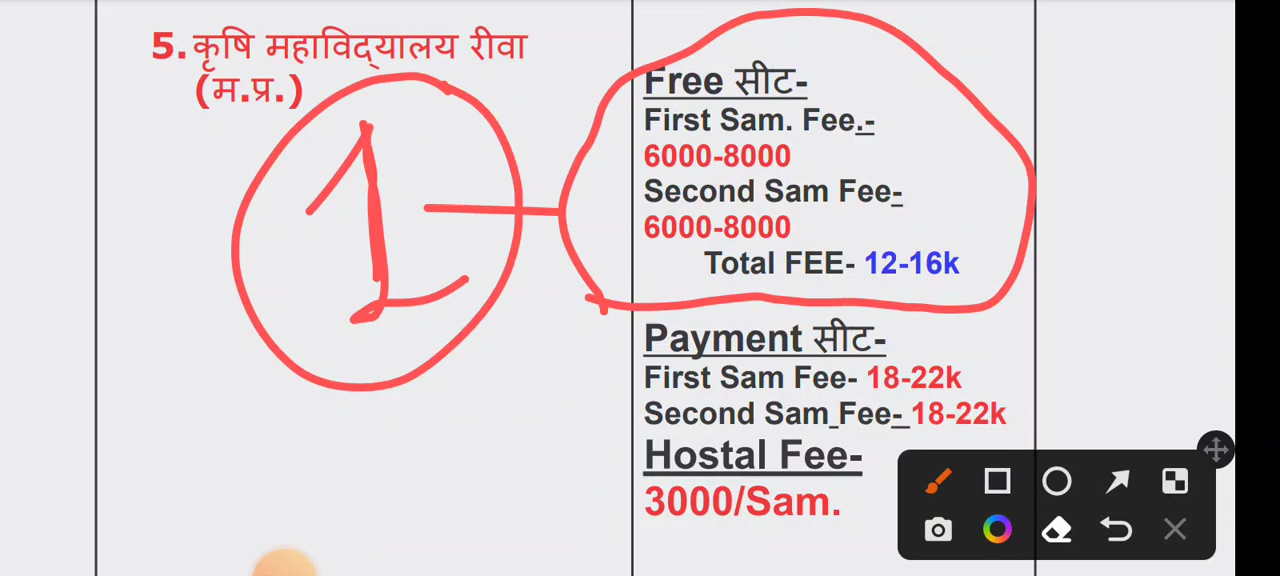 5. कृषि महाविद्यालय रीवा
(म.प्र.)
1
Free सीट-
First Sam. Fee.-
6000-8000
Second Sam Fee-
6000-8000
Total FEE- 12-16k
Payment सीट-
First Sam Fee- 18-22k
Second Sam Fee- 18-22k
Hostal Fee-
3000/Sam.